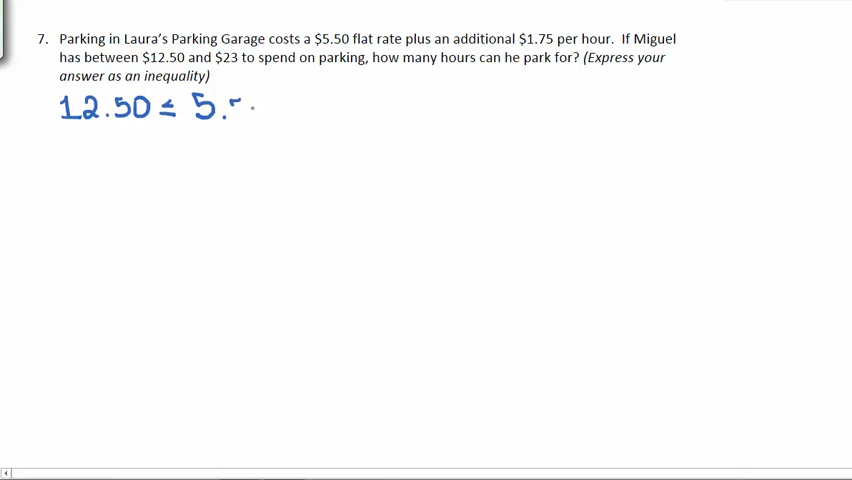 7. Parking in Laura's Parking Garage costs a $5.50 flat rate plus an additional $1.75 per hour. If Miguel
has between $12.50 and $23 to spend on parking, how many hours can he park for? (Express your
answer as an inequality)
12.50 ≤ 5.